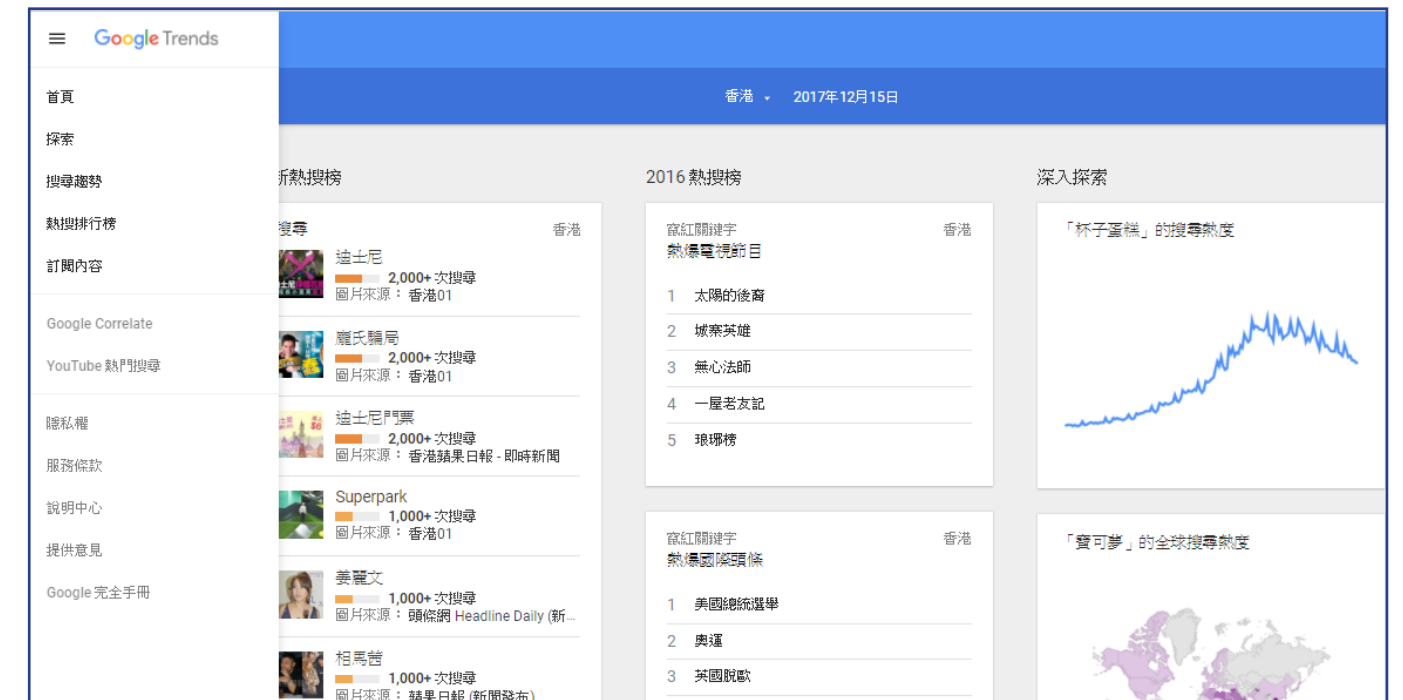 Google Trends
首頁
探索
搜尋趨勢
熱搜排行榜
訂閱內容
Google Correlate
YouTube 熱門搜尋
隱私權
服務條款
說明中心
提供意見
Google 完全手冊
香港
2017年12月15日
新熱搜榜
搜尋
香港
迪士尼
2,000+ 次搜尋
圖片來源： 香港01
龐氏騙局
2,000+ 次搜尋
圖片來源： 香港01
迪士尼門票
2,000+ 次搜尋
圖片來源： 香港蘋果日報 - 即時新聞
Superpark
1,000+ 次搜尋
圖片來源： 香港01
姜麗文
1,000+ 次搜尋
圖片來源： 頭條網 Headline Daily (新...
相馬茜
1,000+ 次搜尋
圖片來源： 蘋果日報 (新聞發布)
2016 熱搜榜
竄紅關鍵字
香港
熱爆電視節目
1 太陽的後裔
2 城寨英雄
3 無心法師
4 一屋老友記
5 琅琊榜
竄紅關鍵字
香港
熱爆國際頭條
1 美國總統選舉
2 奧運
3 英國脫歐
深入探索
「杯子蛋糕」的搜尋熱度
「寶可夢」的全球搜尋熱度